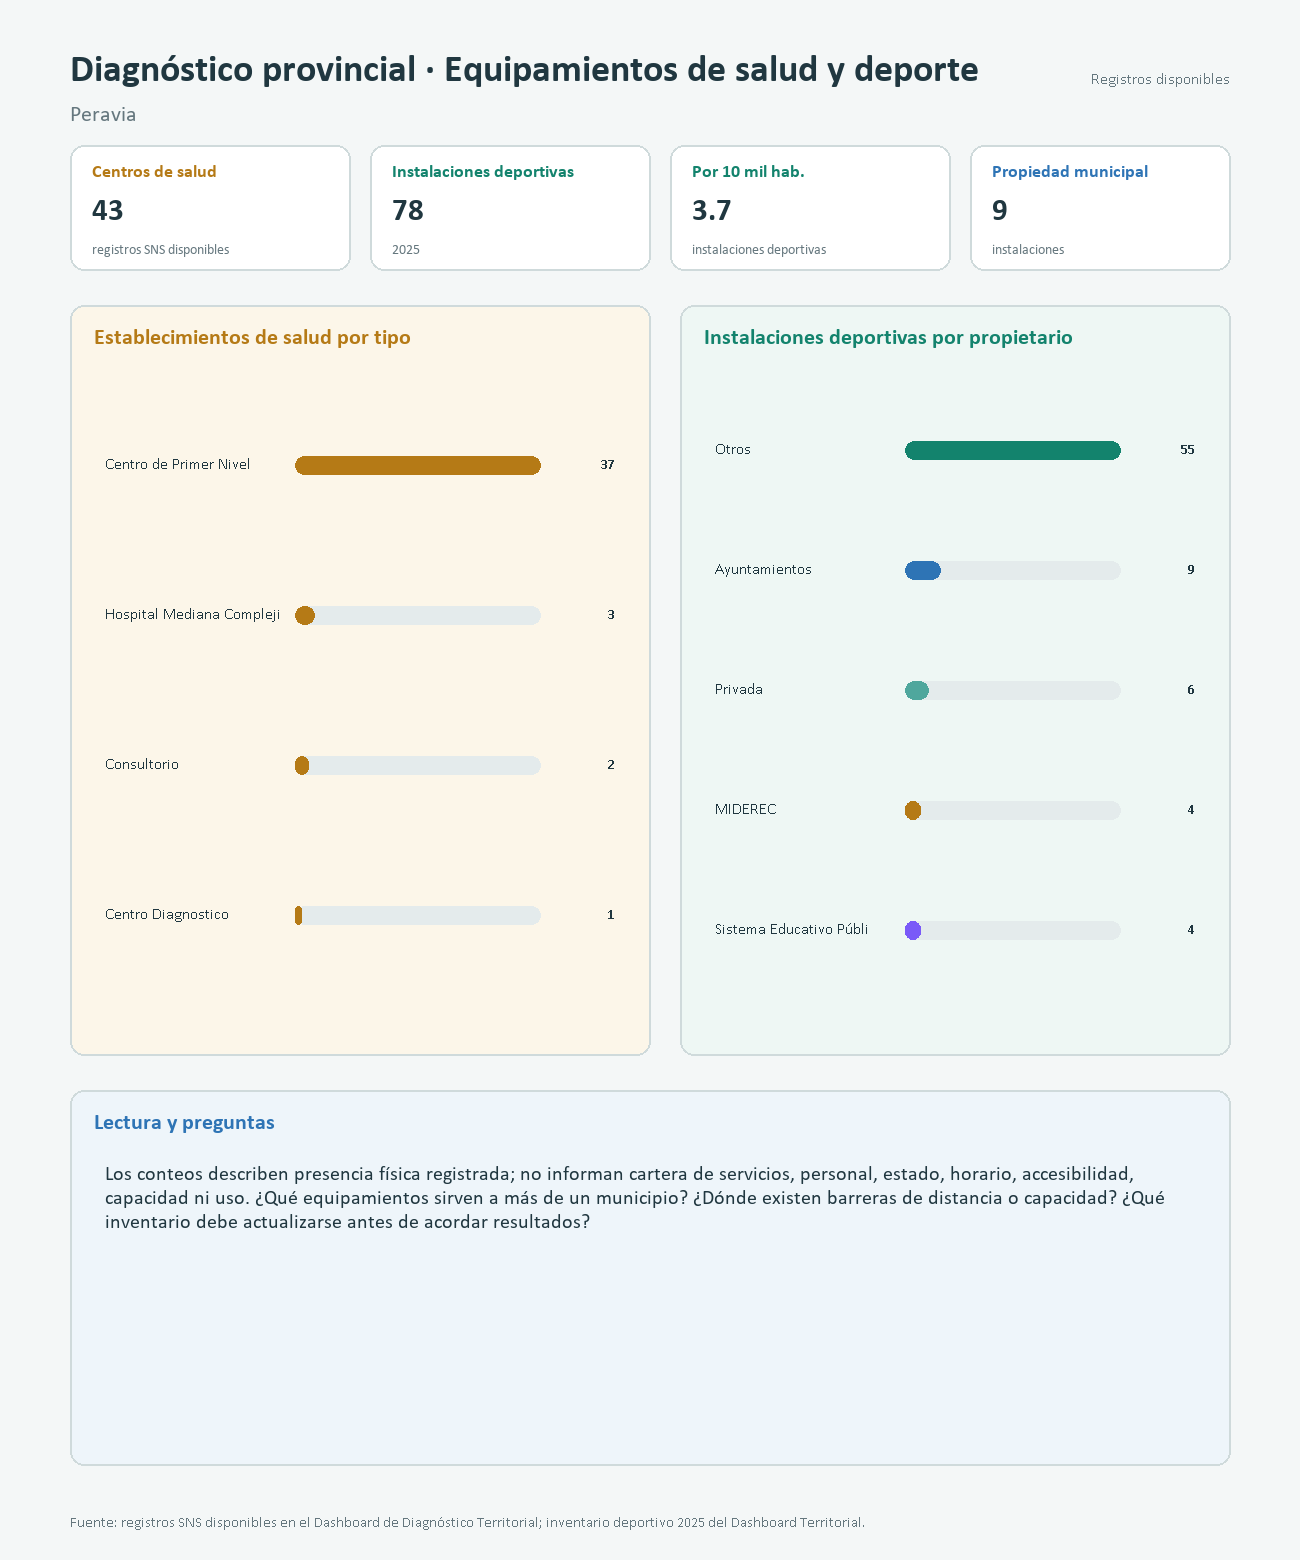 Diagnóstico provincial · Equipamientos de salud y deporte
Registros disponibles
Peravia
Centros de salud
43
registros SNS disponibles
Instalaciones deportivas
78
2025
Por 10 mil hab.
3.7
instalaciones deportivas
Propiedad municipal
9
instalaciones
Establecimientos de salud por tipo
Centro de Primer Nivel 37
Hospital Mediana Compleji 3
Consultorio 2
Centro Diagnostico 1
Instalaciones deportivas por propietario
Otros 55
Ayuntamientos 9
Privada 6
MIDEREC 4
Sistema Educativo Públi 4
Lectura y preguntas
Los conteos describen presencia física registrada; no informan cartera de servicios, personal, estado, horario, accesibilidad,
capacidad ni uso. ¿Qué equipamientos sirven a más de un municipio? ¿Dónde existen barreras de distancia o capacidad? ¿Qué
inventario debe actualizarse antes de acordar resultados?
Fuente: registros SNS disponibles en el Dashboard de Diagnóstico Territorial; inventario deportivo 2025 del Dashboard Territorial.